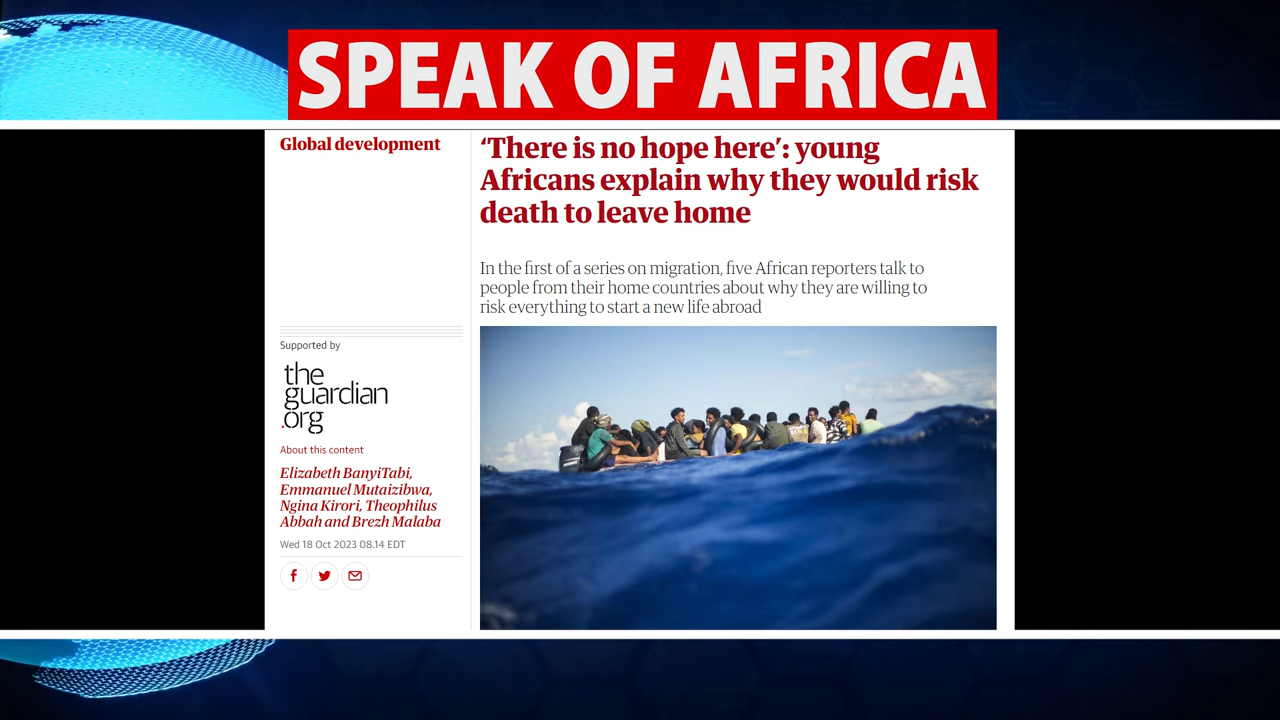 SPEAK OF AFRICA
Global development
‘There is no hope here’: young
Africans explain why they would risk
death to leave home
In the first of a series on migration, five African reporters talk to
people from their home countries about why they are willing to
risk everything to start a new life abroad
Supported by
the
guardian
.org
About this content
Elizabeth BanyiTabi,
Emmanuel Mutaizibwa,
Ngina Kirori, Theophilus
Abbah and Brezh Malaba
Wed 18 Oct 2023 08.14 EDT